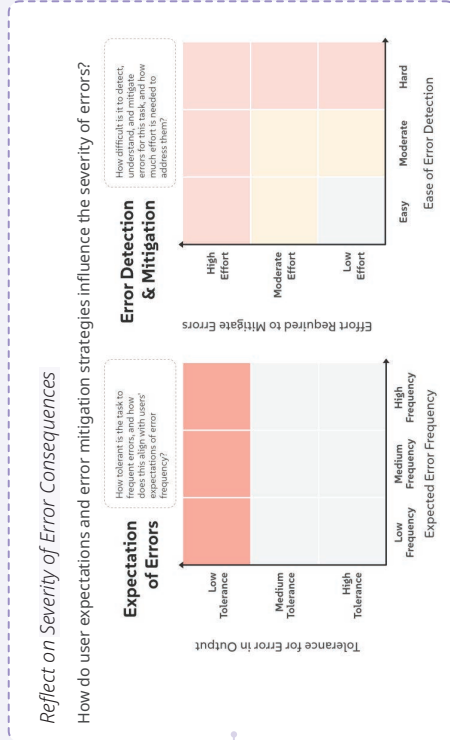 Reflect on Severity of Error Consequences
How do user expectations and error mitigation strategies influence the severity of errors?
Expectation
of Errors
How tolerant is the task to
frequent errors, and how
does this align with users'
expectations of error
frequency?
Tolerance for Error in Output
Low
Tolerance
Medium
Tolerance
High
Tolerance
Low
Frequency
Medium
Frequency
High
Frequency
Expected Error Frequency
Error Detection
& Mitigation
How difficult is it to detect,
understand, and mitigate
errors for this task, and how
much effort is needed to
address them?
Effort Required to Mitigate Errors
High
Effort
Moderate
Effort
Low
Effort
Easy
Moderate
Hard
Ease of Error Detection